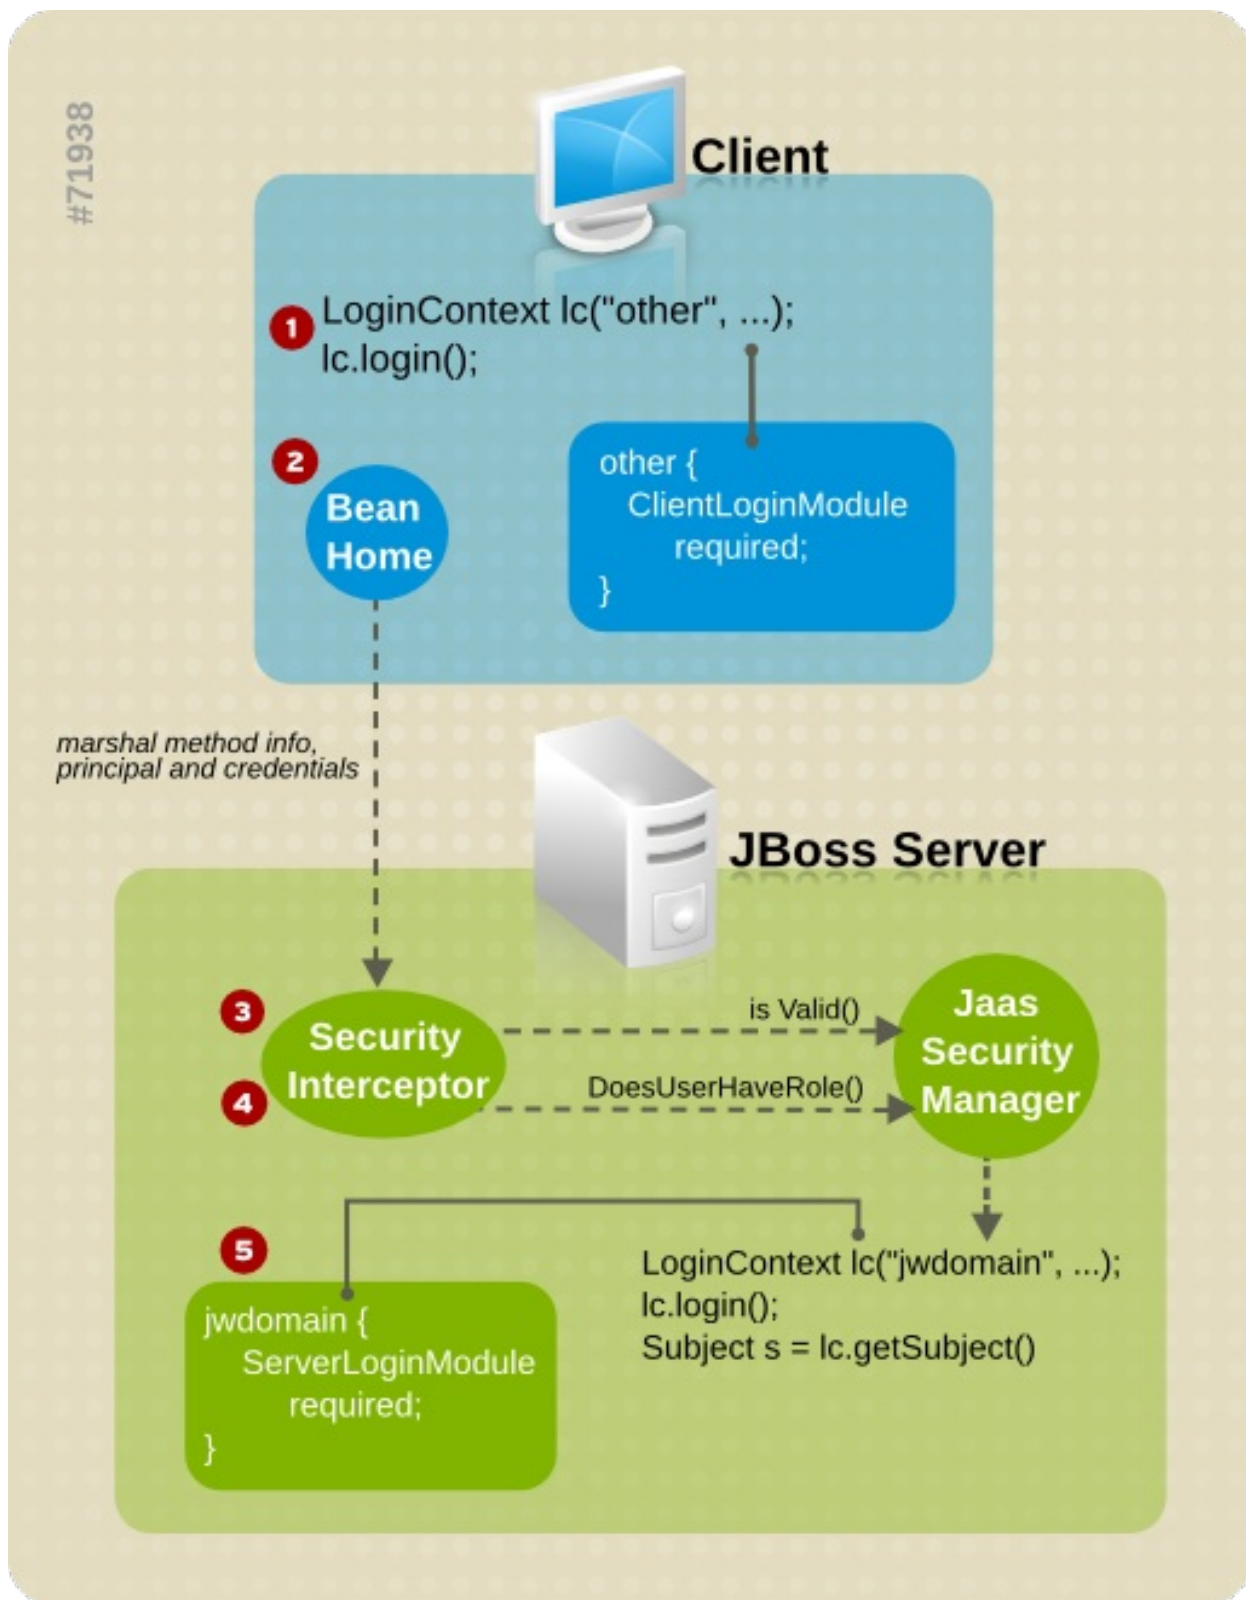 #71938
Client
1
LoginContext lc("other", ...);
lc.login();
2
Bean
Home
other {
ClientLoginModule
required;
}
marshal method info,
principal and credentials
JBoss Server
3
Security
Interceptor
4
is Valid()
DoesUserHaveRole()
Jaas
Security
Manager
5
jwdomain {
ServerLoginModule
required;
}
LoginContext lc("jwdomain", ...);
lc.login();
Subject s = lc.getSubject()